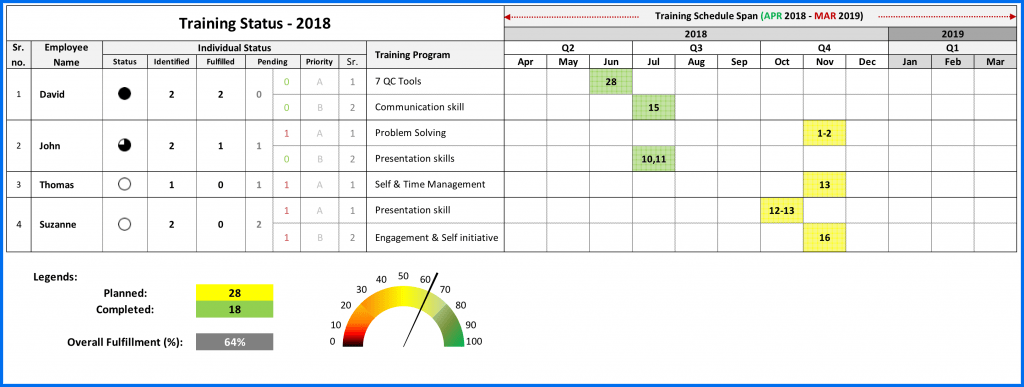 Training Status - 2018
Training Schedule Span (APR 2018 - MAR 2019)
2018 2019
Sr. no. Employee Name Individual Status Training Program Q2 Q3 Q4 Q1
Status Identified Fulfilled Pending Priority Sr. Apr May Jun Jul Aug Sep Oct Nov Dec Jan Feb Mar
1 David 2 2 0 0 A 1 7 QC Tools 28
0 B 2 Communication skill 15
2 John 2 1 1 1 A 1 Problem Solving 1-2
0 B 2 Presentation skills 10,11
3 Thomas 1 0 1 1 A 1 Self & Time Management 13
4 Suzanne 2 0 2 1 A 1 Presentation skill 12-13
1 B 2 Engagement & Self initiative 16
Legends:
Planned: 28
Completed: 18
Overall Fulfillment (%): 64%
0 10 20 30 40 50 60 70 80 90 100